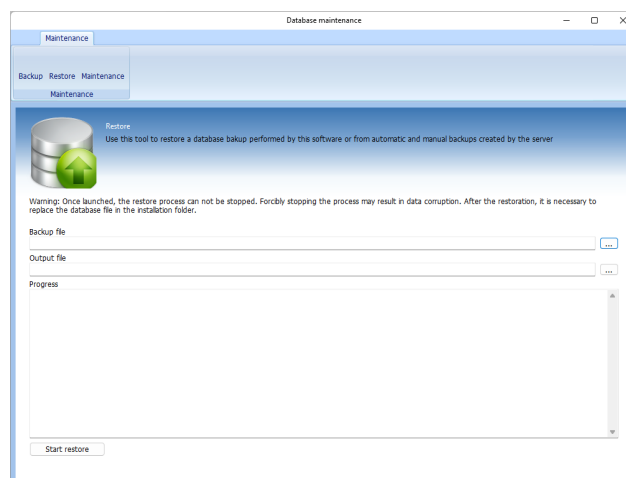 Database maintenance
Maintenance
Backup Restore Maintenance
Maintenance
Restore
Use this tool to restore a database bakup performed by this software or from automatic and manual backups created by the server
Warning: Once launched, the restore process can not be stopped. Forcibly stopping the process may result in data corruption. After the restoration, it is necessary to
replace the database file in the installation folder.
Backup file
...
Output file
...
Progress
Start restore